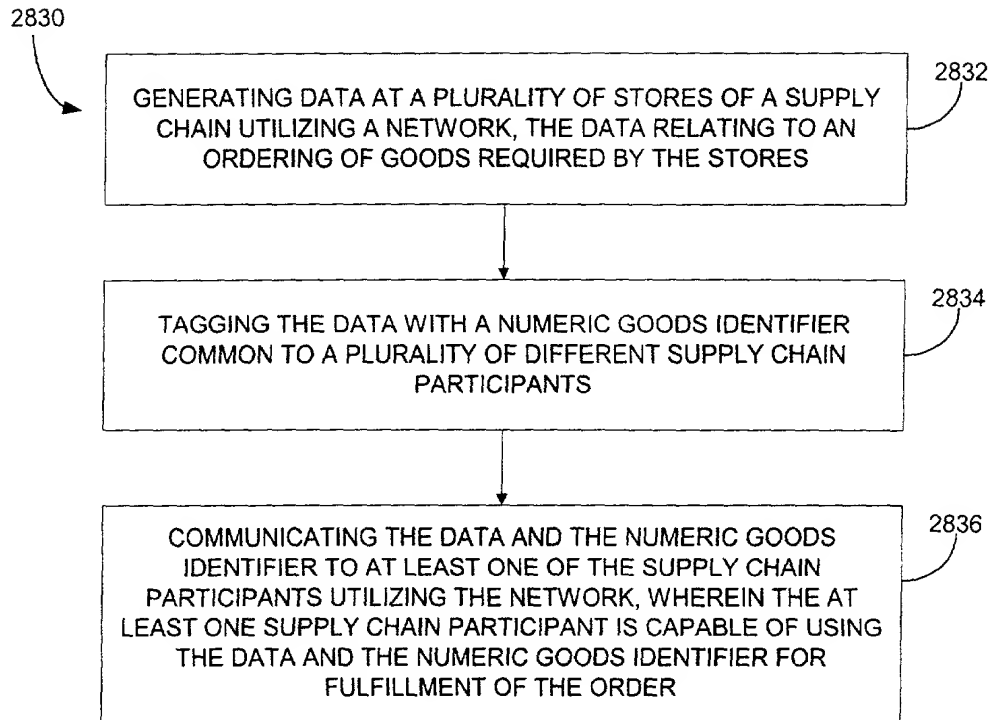 2830
2832
GENERATING DATA AT A PLURALITY OF STORES OF A SUPPLY
CHAIN UTILIZING A NETWORK, THE DATA RELATING TO AN
ORDERING OF GOODS REQUIRED BY THE STORES
2834
TAGGING THE DATA WITH A NUMERIC GOODS IDENTIFIER
COMMON TO A PLURALITY OF DIFFERENT SUPPLY CHAIN
PARTICIPANTS
2836
COMMUNICATING THE DATA AND THE NUMERIC GOODS
IDENTIFIER TO AT LEAST ONE OF THE SUPPLY CHAIN
PARTICIPANTS UTILIZING THE NETWORK, WHEREIN THE AT
LEAST ONE SUPPLY CHAIN PARTICIPANT IS CAPABLE OF USING
THE DATA AND THE NUMERIC GOODS IDENTIFIER FOR
FULFILLMENT OF THE ORDER